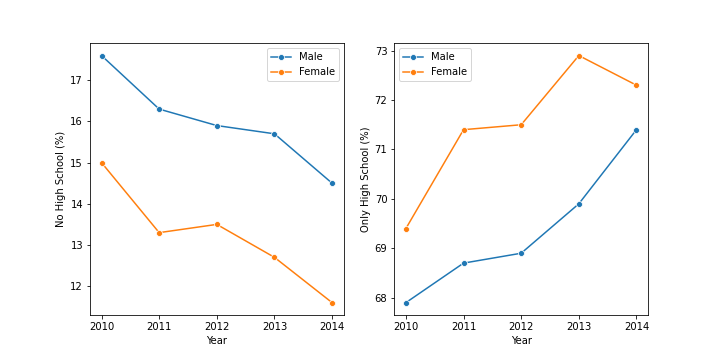 Male
Female
No High School (%)
17
16
15
14
13
12
2010
2011
2012
2013
2014
Year
Male
Female
Only High School (%)
73
72
71
70
69
68
2010
2011
2012
2013
2014
Year